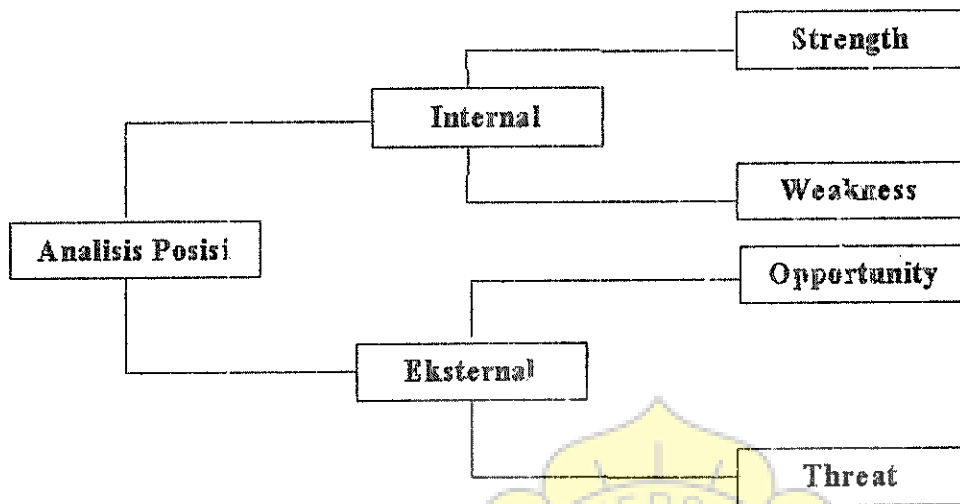 Strength
Internal
Weakness
Analisis Posisi
Opportunity
Eksternal
Threat